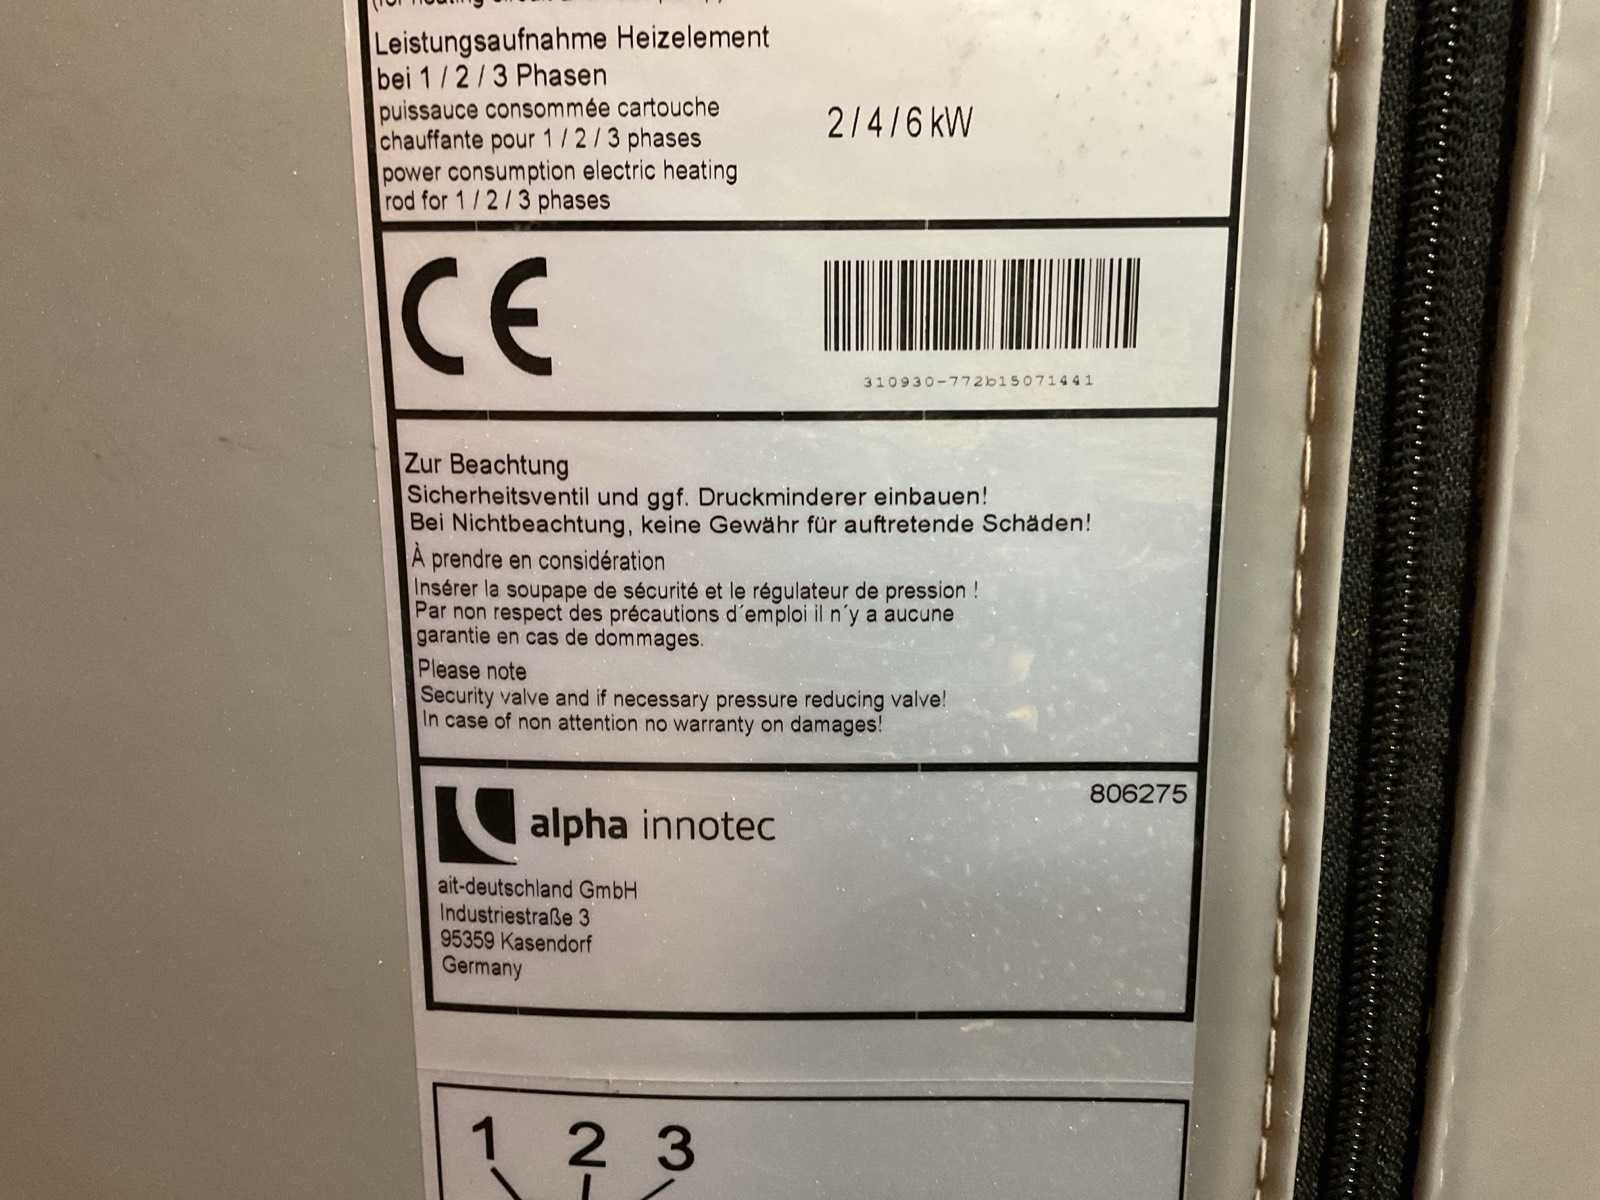 Leistungsaufnahme Heizelement
bei 1 / 2 / 3 Phasen
puissauce consommée cartouche
chauffante pour 1 / 2 / 3 phases
power consumption electric heating
rod for 1 / 2 / 3 phases
2 / 4 / 6 kW
CE
310930-772b15071441
Zur Beachtung
Sicherheitsventil und ggf. Druckminderer einbauen!
Bei Nichtbeachtung, keine Gewähr für auftretende Schäden!
À prendre en considération
Insérer la soupape de sécurité et le régulateur de pression !
Par non respect des précautions d´emploi il n´y a aucune
garantie en cas de dommages.
Please note
Security valve and if necessary pressure reducing valve!
In case of non attention no warranty on damages!
806275
alpha innotec
ait-deutschland GmbH
Industriestraße 3
95359 Kasendorf
Germany
1 2 3